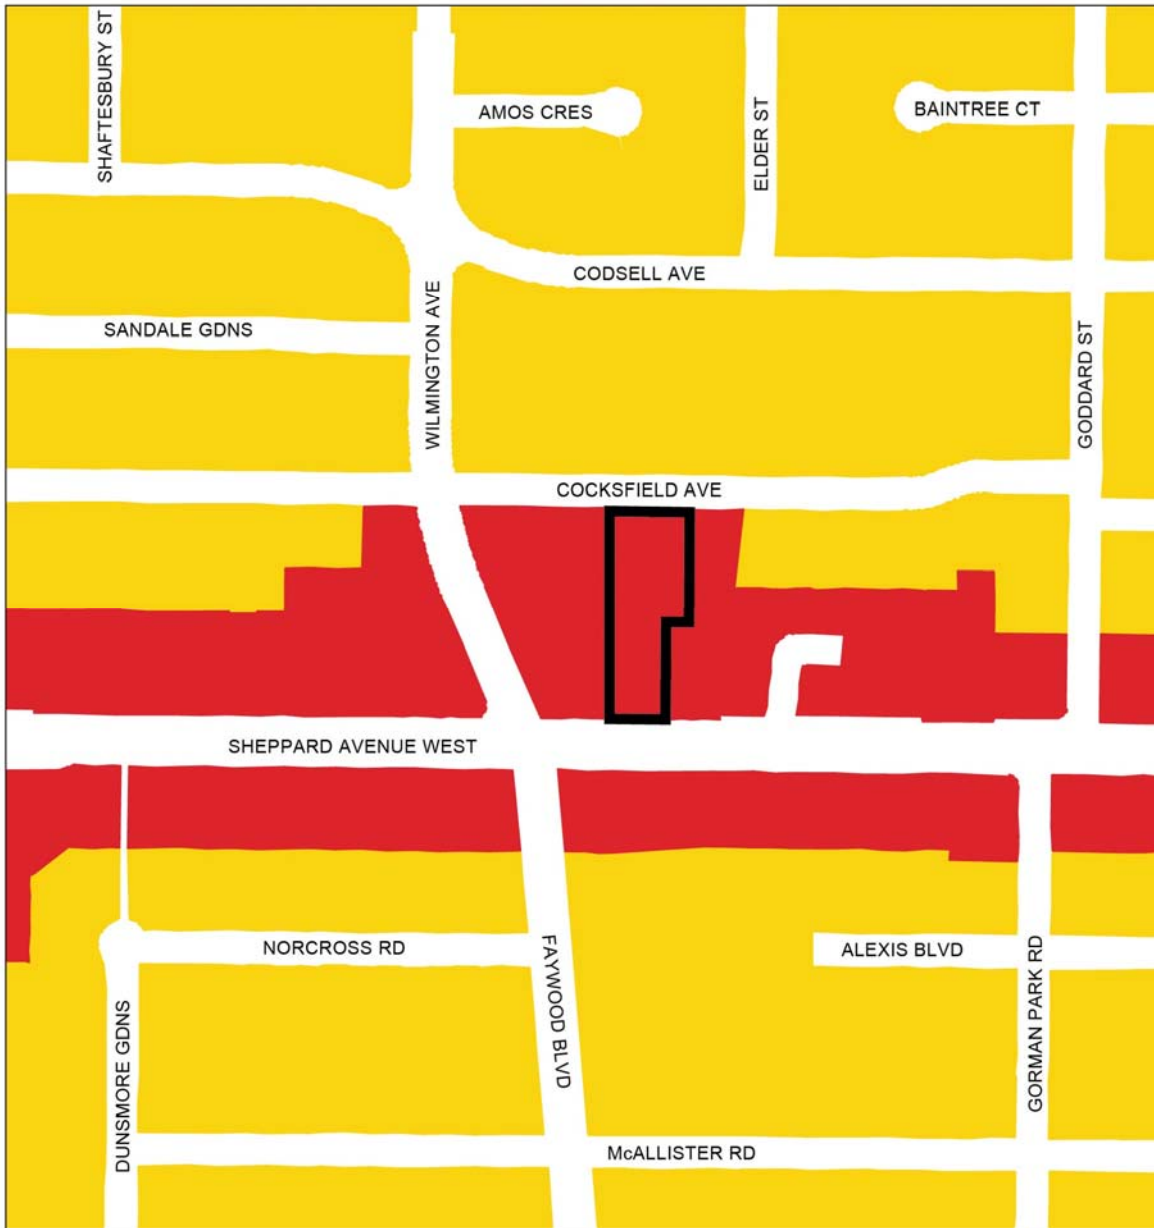 SHAFTESBURY ST
AMOS CRES
ELDER ST
BAINTREE CT
CODSELL AVE
SANDALE GDNS
WILMINGTON AVE
GODDARD ST
COCKSFIELD AVE
SHEPPARD AVENUE WEST
NORCROSS RD
FAYWOOD BLVD
ALEXIS BLVD
GORMAN PARK RD
DUNSMORE GDNS
McALLISTER RD